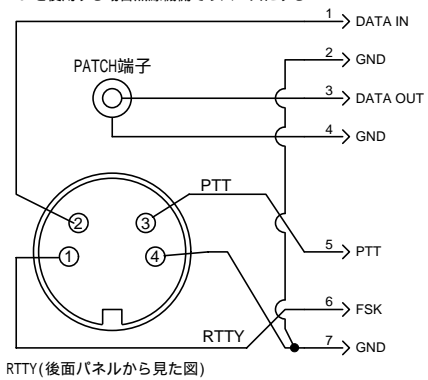 1 DATA IN
2 GND
PATCH端子
3 DATA OUT
4 GND
PTT
2
3
1
4
5 PTT
6 FSK
RTTY
7 GND
RTTY(後面パネルから見た図)